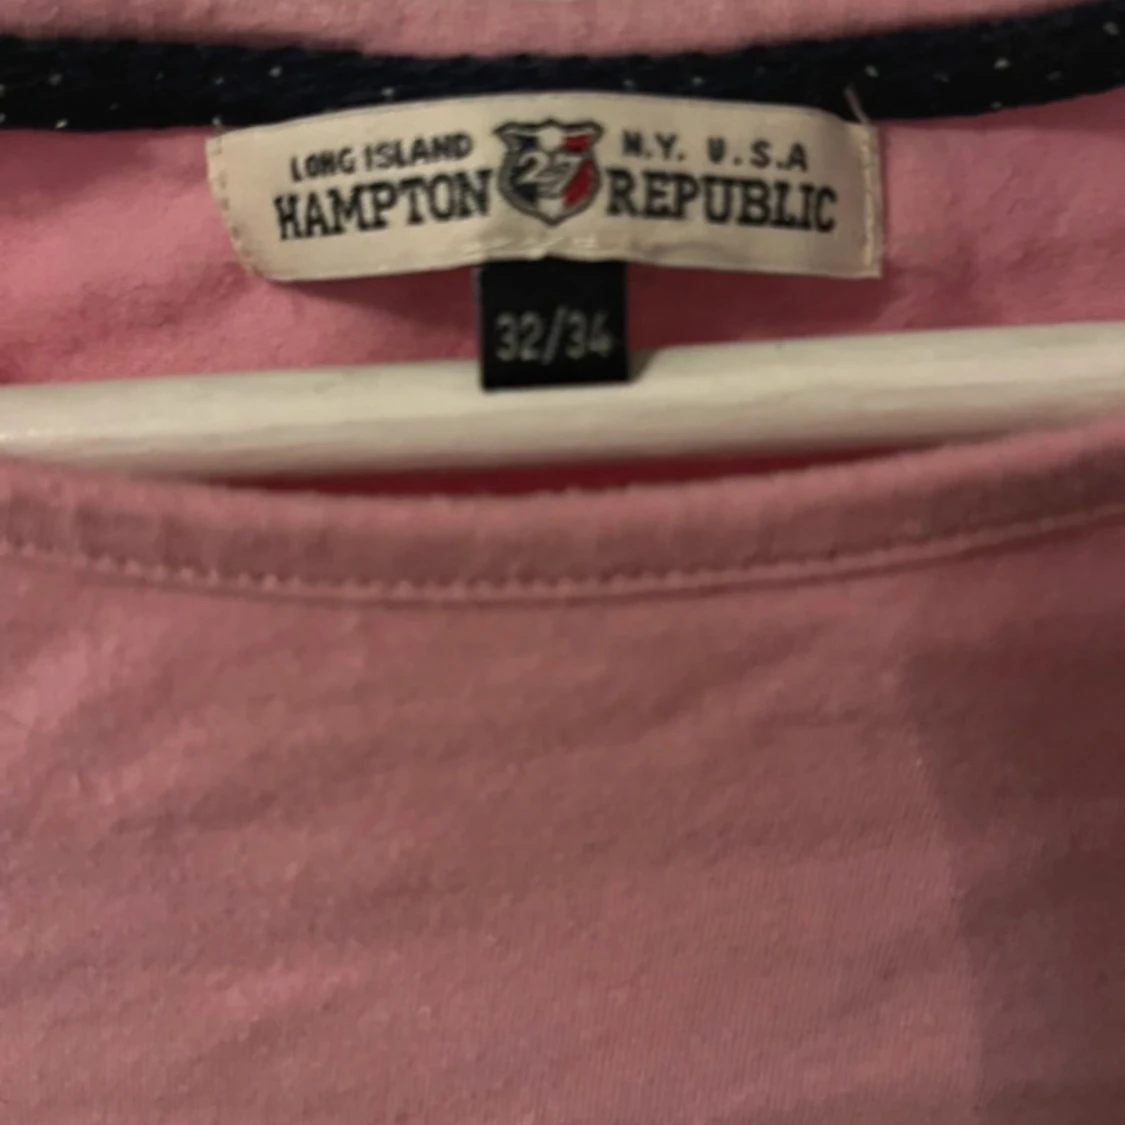 LONG ISLAND 27 N.Y. U.S.A
HAMPTON REPUBLIC
32/34